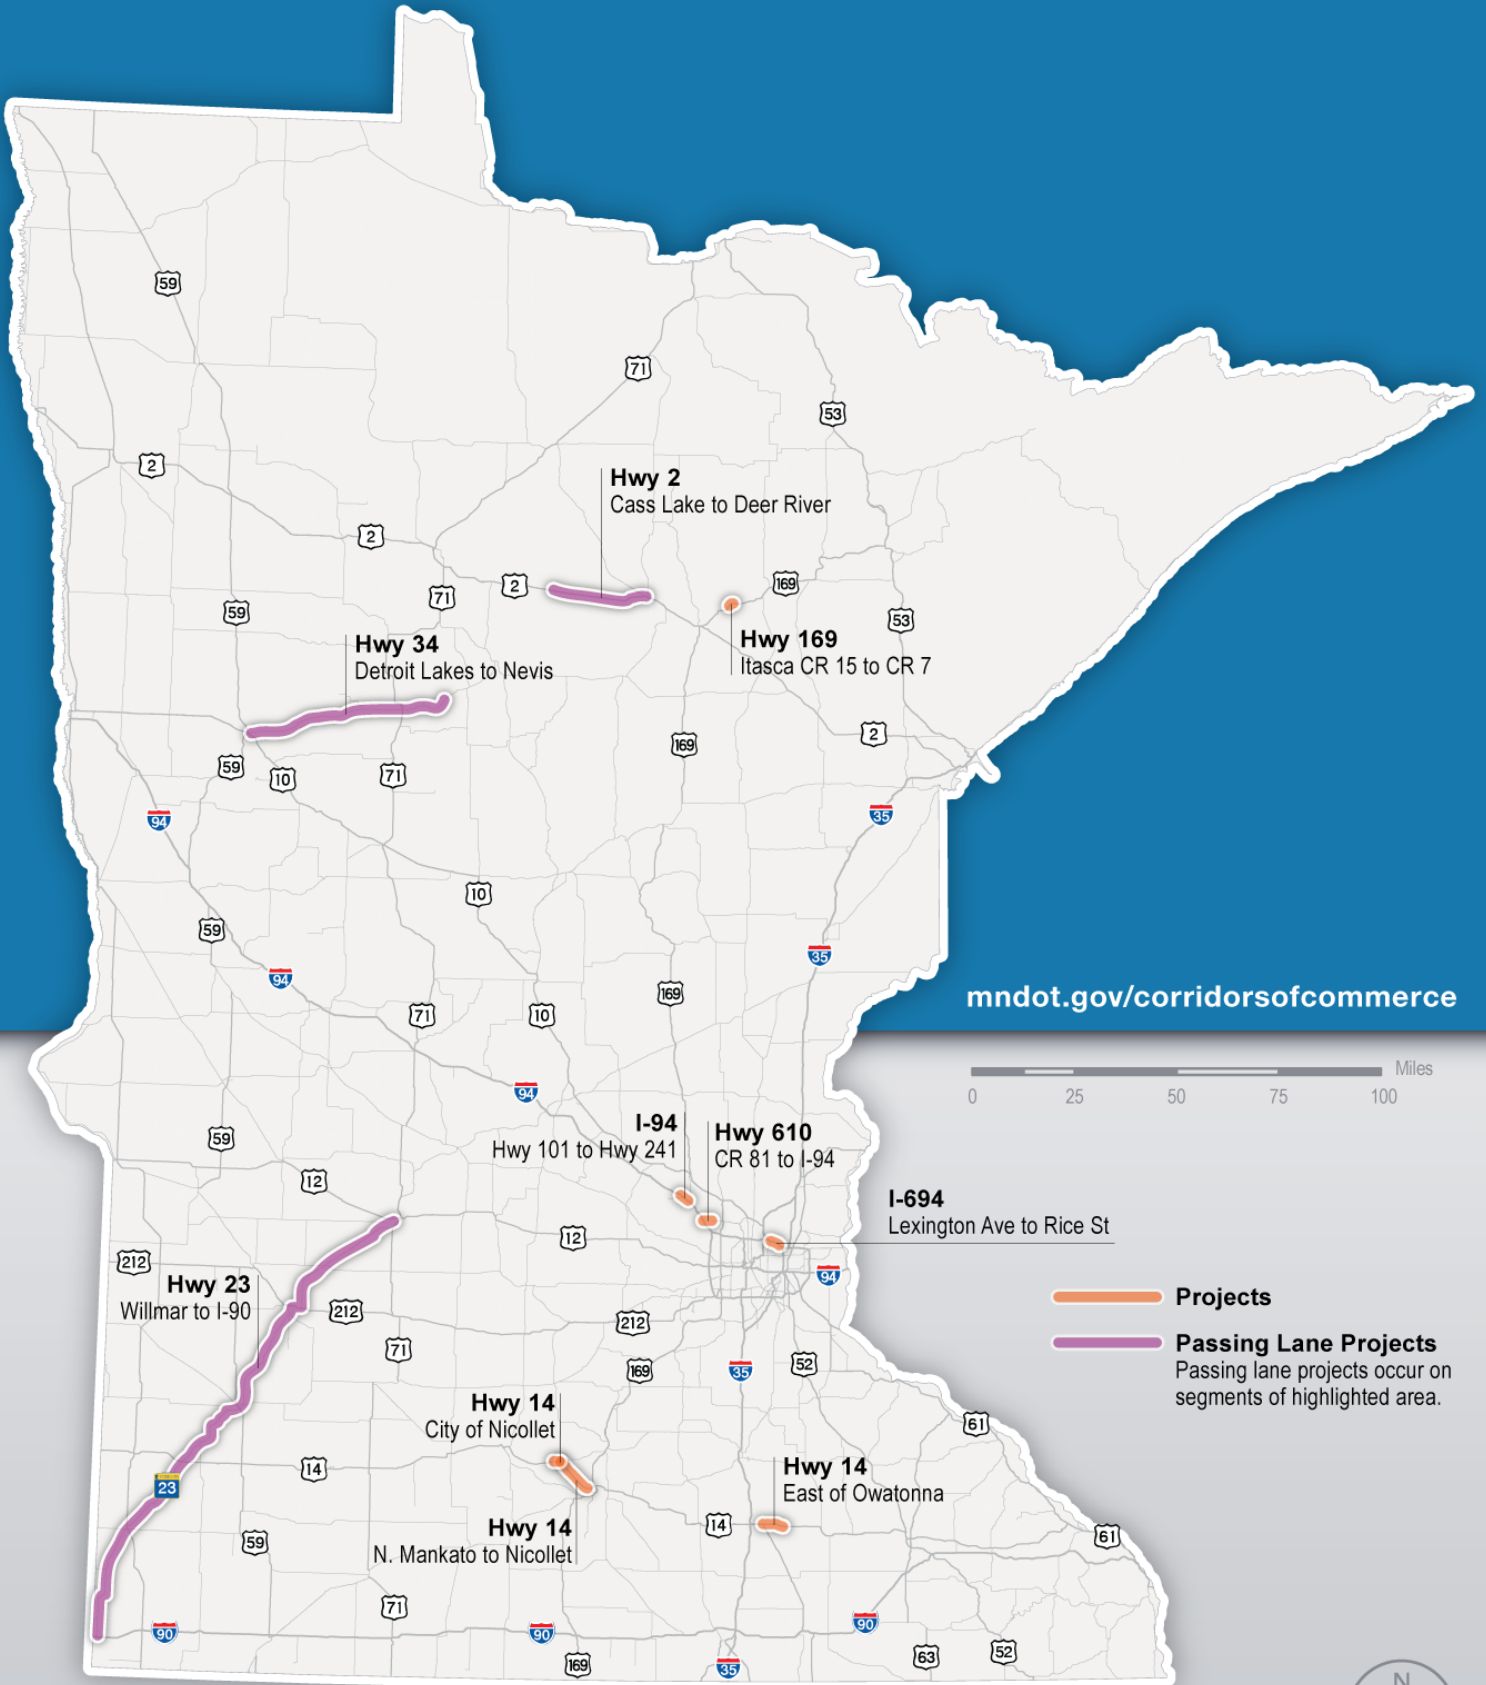 59
71
53
2
Hwy 2
Cass Lake to Deer River
2
2
71
169
59
53
Hwy 34
Detroit Lakes to Nevis
Hwy 169
Itasca CR 15 to CR 7
2
169
59
10
71
94
35
10
59
35
94
169
mndot.gov/corridorsofcommerce
71
10
Miles
0 25 50 75 100
94
I-94
Hwy 101 to Hwy 241
Hwy 610
CR 81 to I-94
59
12
I-694
Lexington Ave to Rice St
12
212
94
Hwy 23
Willmar to I-90
Projects
212
212
Passing Lane Projects
Passing lane projects occur on
segments of highlighted area.
71
169
35
52
Hwy 14
City of Nicollet
61
14
Hwy 14
East of Owatonna
23
14
Hwy 14
N. Mankato to Nicollet
59
61
71
90
90
90
169
35
63
52
N